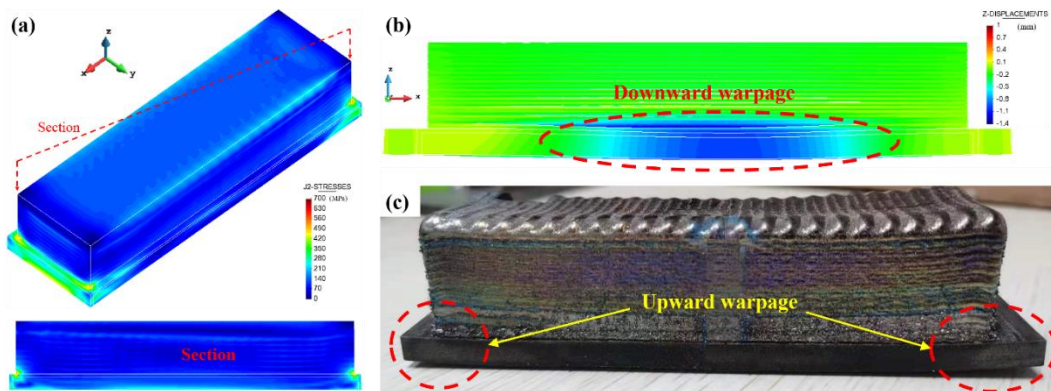 (a)
z
x
y
Section
J2-STRESSES
(MPa)
700
630
560
490
420
350
280
210
140
70
0
Section
(b)
Z-DISPLACEMENTS
(mm)
1
0.7
0.4
0.1
-0.2
-0.5
-0.8
-1.1
-1.4
z
x
Downward warpage
(c)
Upward warpage